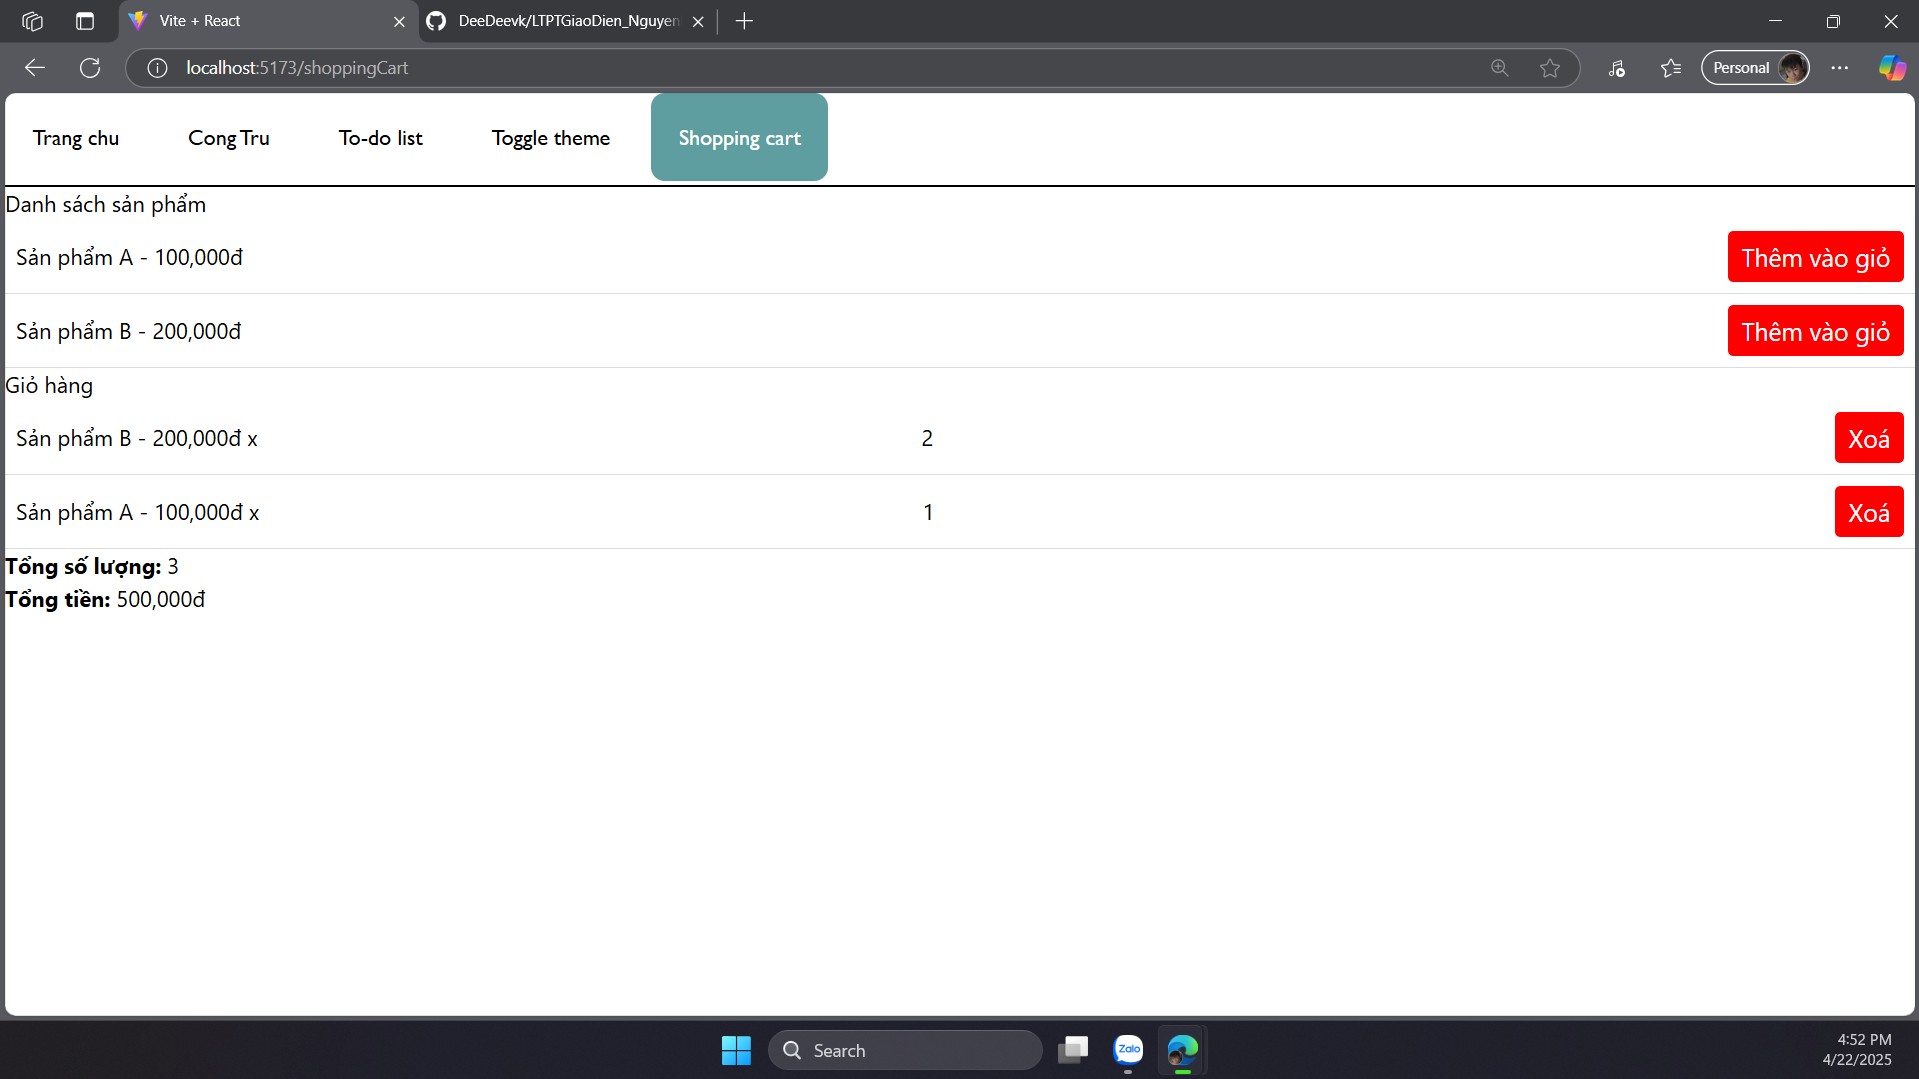 Vite + React
DeeDeevk/LTPTGiaoDien_Nguyen
localhost:5173/shoppingCart
Personal
Trang chu
Cong Tru
To-do list
Toggle theme
Shopping cart
Danh sách sản phẩm
Sản phẩm A - 100,000đ
Thêm vào giỏ
Sản phẩm B - 200,000đ
Thêm vào giỏ
Giỏ hàng
Sản phẩm B - 200,000đ x
2
Xoá
Sản phẩm A - 100,000đ x
1
Xoá
Tổng số lượng: 3
Tổng tiền: 500,000đ
Search
Zalo
4:52 PM
4/22/2025